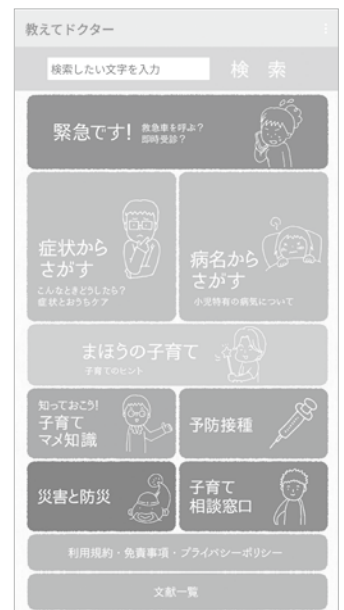 教えてドクター
検索したい文字を入力
検 索
緊急です!
救急車を呼ぶ?
即時受診?
症状から
さがす
こんなときどうしたら?
症状とおうちケア
病名から
さがす
小児特有の病気について
まほうの子育て
子育てのヒント
知っておこう!
子育て
マメ知識
予防接種
災害と防災
子育て
相談窓口
利用規約・免責事項・プライバシーポリシー
文献一覧